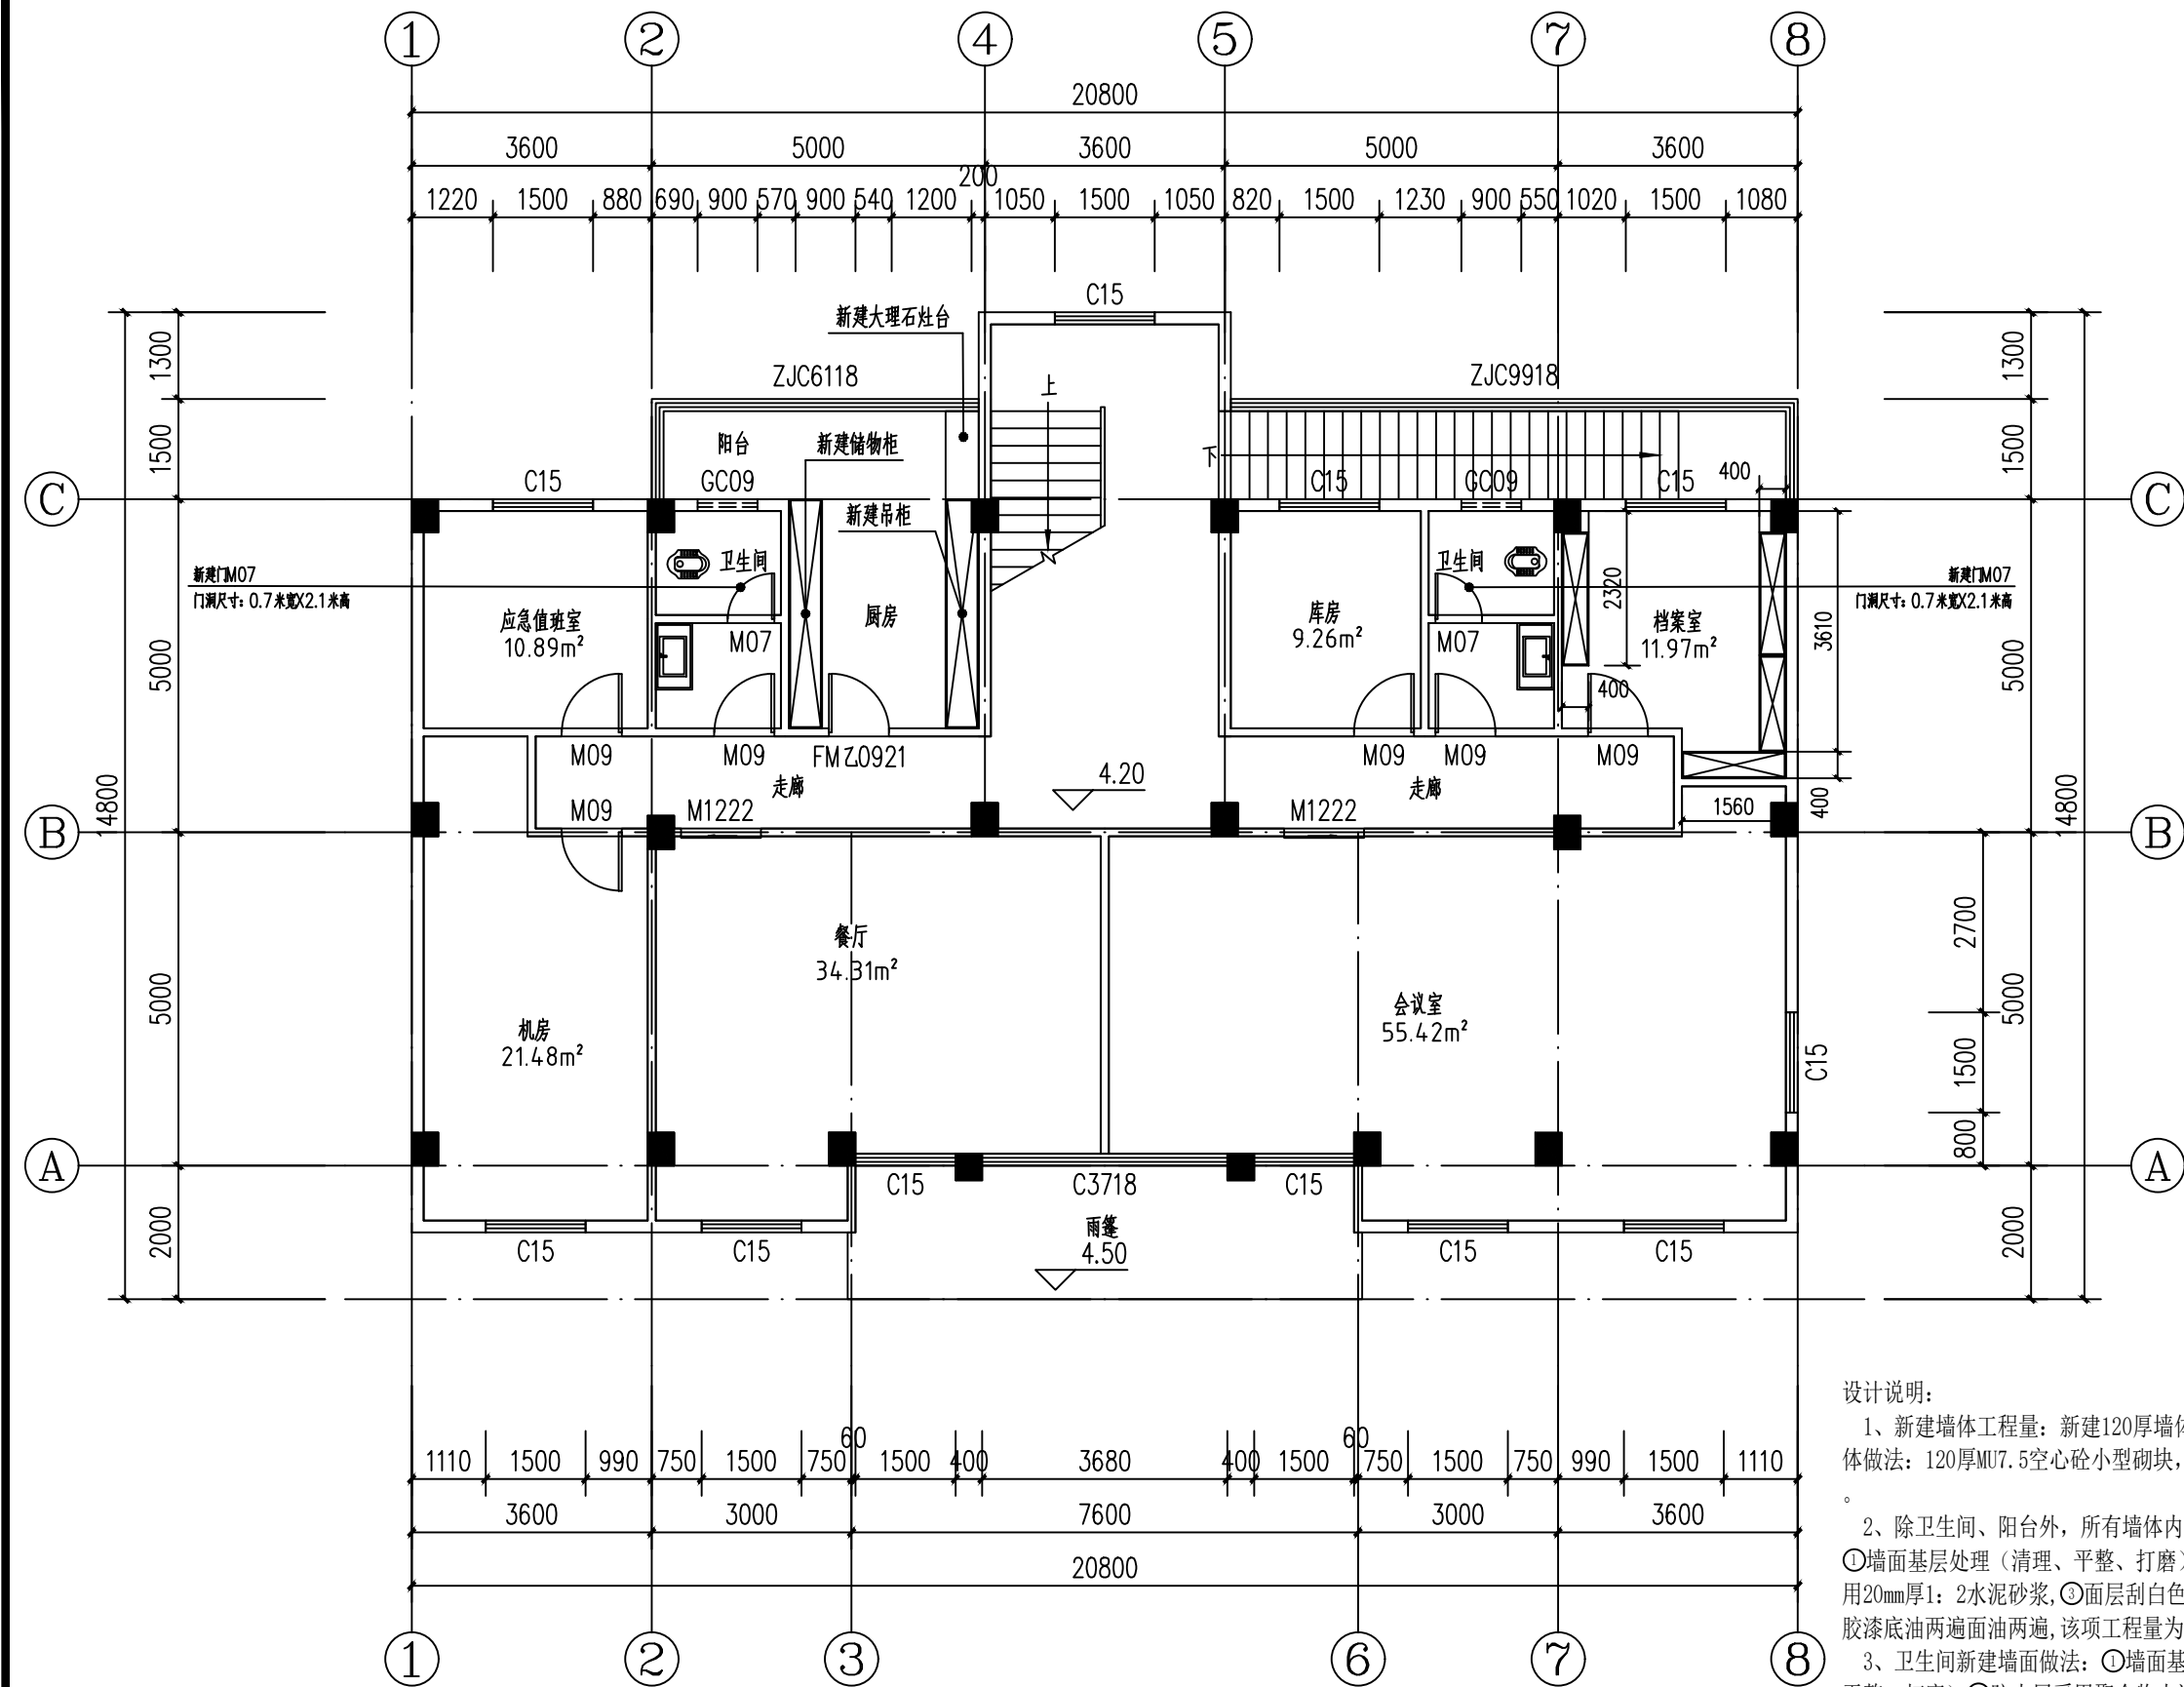 1 2 4 5 7 8
20800
3600 5000 3600 5000 3600
200
1220 1500 880 690 900 570 900 540 1200 1050 1500 1050 820 1500 1230 900 550 1020 1500 1080
C15
新建大理石灶台
1300 1300
ZJC6118 ZJC9918
上
1500 1500
阳台 新建储物柜
下
C15 GC09 C15 GC09 C15 400
C C
新建吊柜
卫生间 卫生间
新建门M07 新建门M07
门洞尺寸：0.7米宽X2.1米高 门洞尺寸：0.7米宽X2.1米高
2320
应急值班室 厨房 库房 档案室
10.89m² M07 9.26m² M07 11.97m²
3610
5000 5000
400
M09 M09 FM乙0921 M09 M09 M09
走廊 4.20 走廊
14800 14800
M09 M1222 M1222 1560 400
B B
餐厅
34.31m²
2700
会议室
55.42m²
机房
21.48m²
5000 5000
1500
C15
800
A A
C15 C3718 C15
雨篷
4.50
2000 2000
C15 C15 C15 C15
设计说明：
1、新建墙体工程量：新建120厚墙体
体做法：120厚MU7.5空心砼小型砌块，
。
60 60
1110 1500 990 750 1500 750 1500 400 3680 400 1500 750 1500 750 990 1500 1110
3600 3000 7600 3000 3600
20800
2、除卫生间、阳台外，所有墙体内
①墙面基层处理（清理、平整、打磨）
用20mm厚1：2水泥砂浆,③面层刮白色
胶漆底油两遍面油两遍,该项工程量为
3、卫生间新建墙面做法：①墙面基
1 2 3 6 7 8